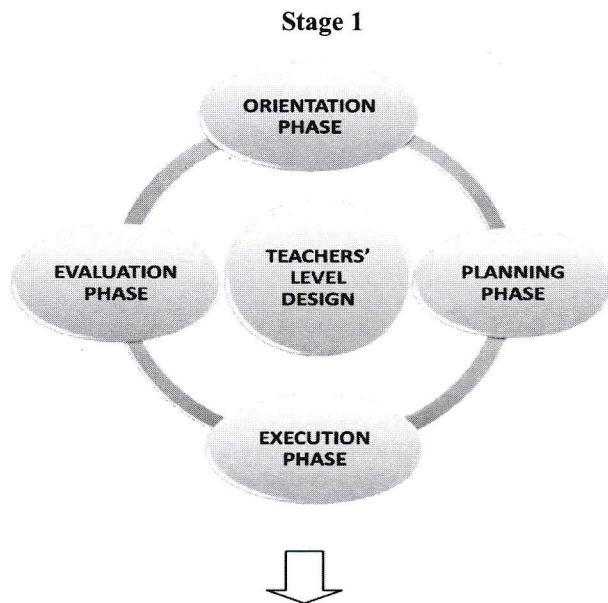 Stage 1
ORIENTATION
PHASE
EVALUATION
PHASE
TEACHERS'
LEVEL
DESIGN
PLANNING
PHASE
EXECUTION
PHASE